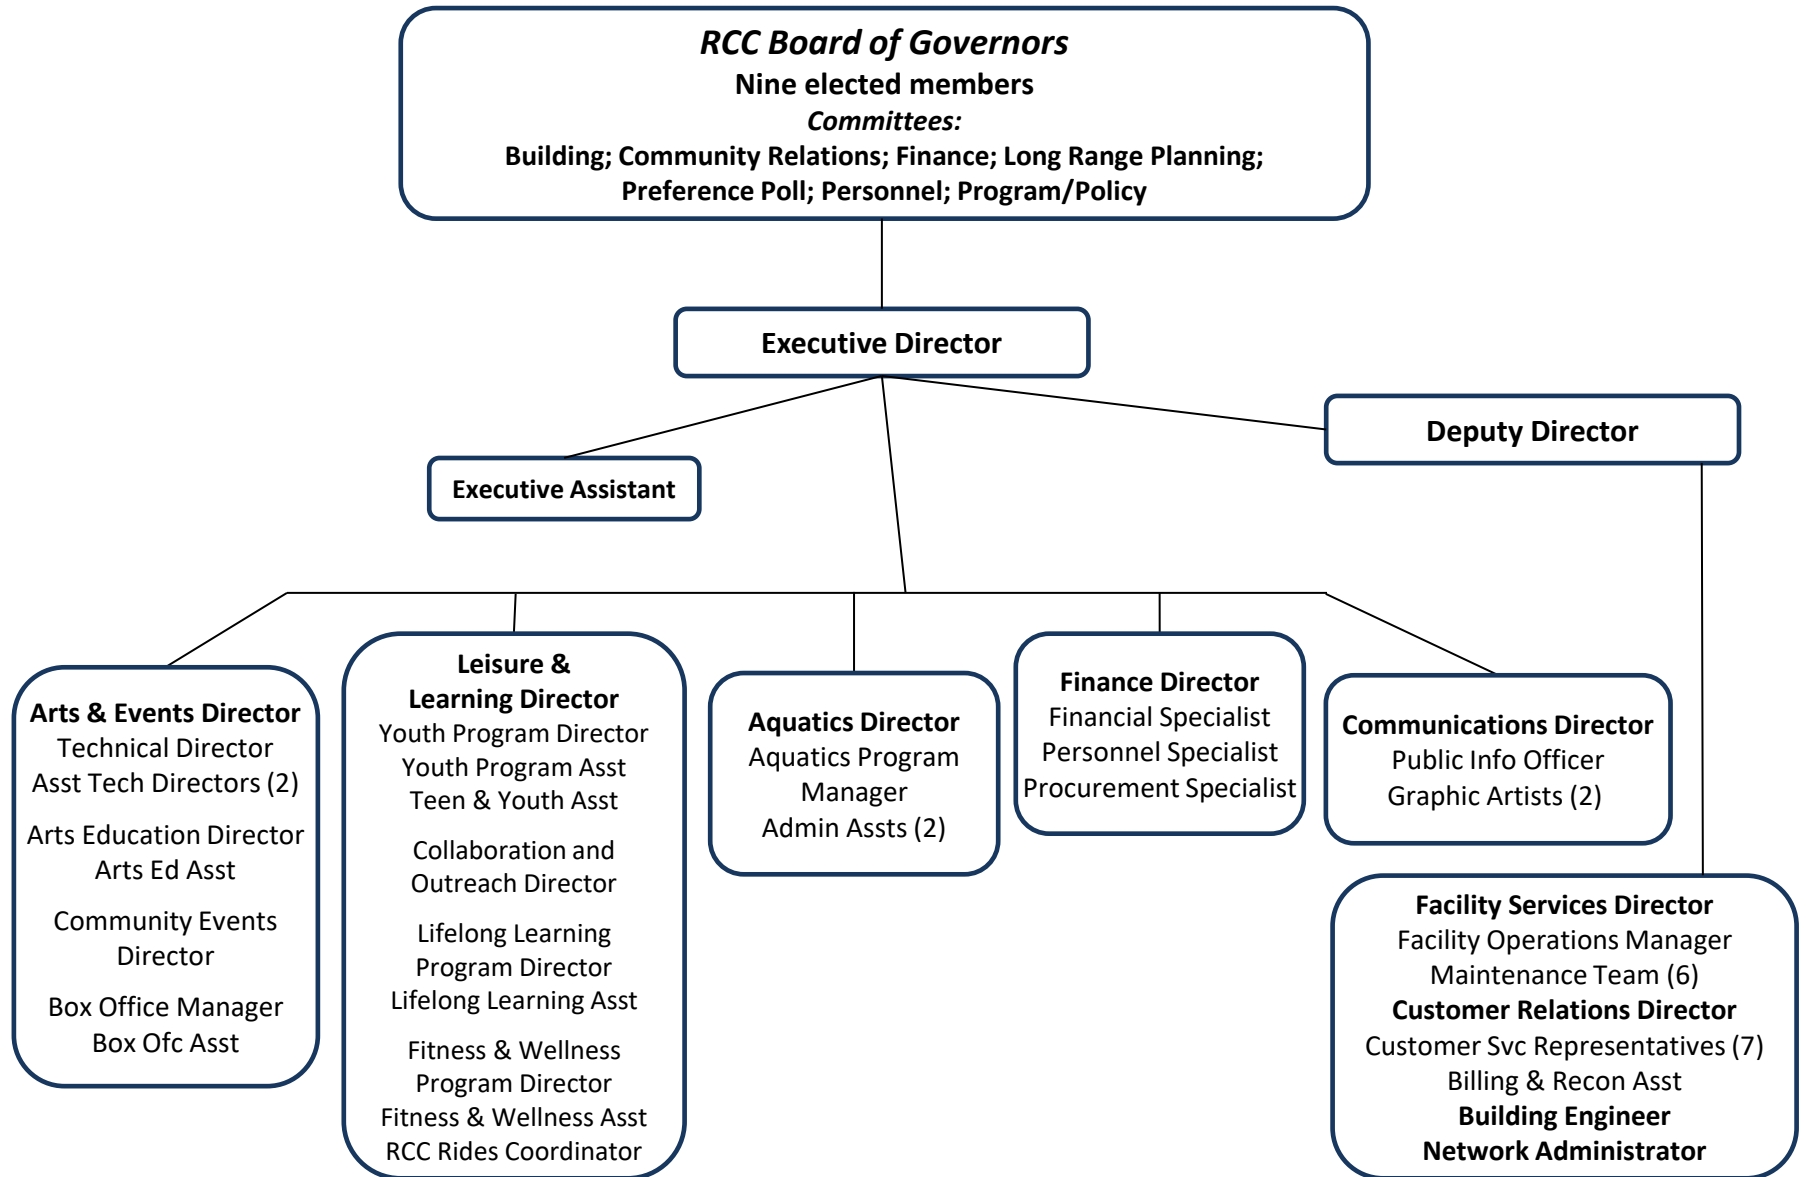 RCC Board of Governors
Nine elected members
Committees:
Building; Community Relations; Finance; Long Range Planning;
Preference Poll; Personnel; Program/Policy
Executive Director
Deputy Director
Executive Assistant
Arts & Events Director
Technical Director
Asst Tech Directors (2)
Arts Education Director
Arts Ed Asst
Community Events
Director
Box Office Manager
Box Ofc Asst
Leisure &
Learning Director
Youth Program Director
Youth Program Asst
Teen & Youth Asst
Collaboration and
Outreach Director
Lifelong Learning
Program Director
Lifelong Learning Asst
Fitness & Wellness
Program Director
Fitness & Wellness Asst
RCC Rides Coordinator
Aquatics Director
Aquatics Program
Manager
Admin Assts (2)
Finance Director
Financial Specialist
Personnel Specialist
Procurement Specialist
Communications Director
Public Info Officer
Graphic Artists (2)
Facility Services Director
Facility Operations Manager
Maintenance Team (6)
Customer Relations Director
Customer Svc Representatives (7)
Billing & Recon Asst
Building Engineer
Network Administrator